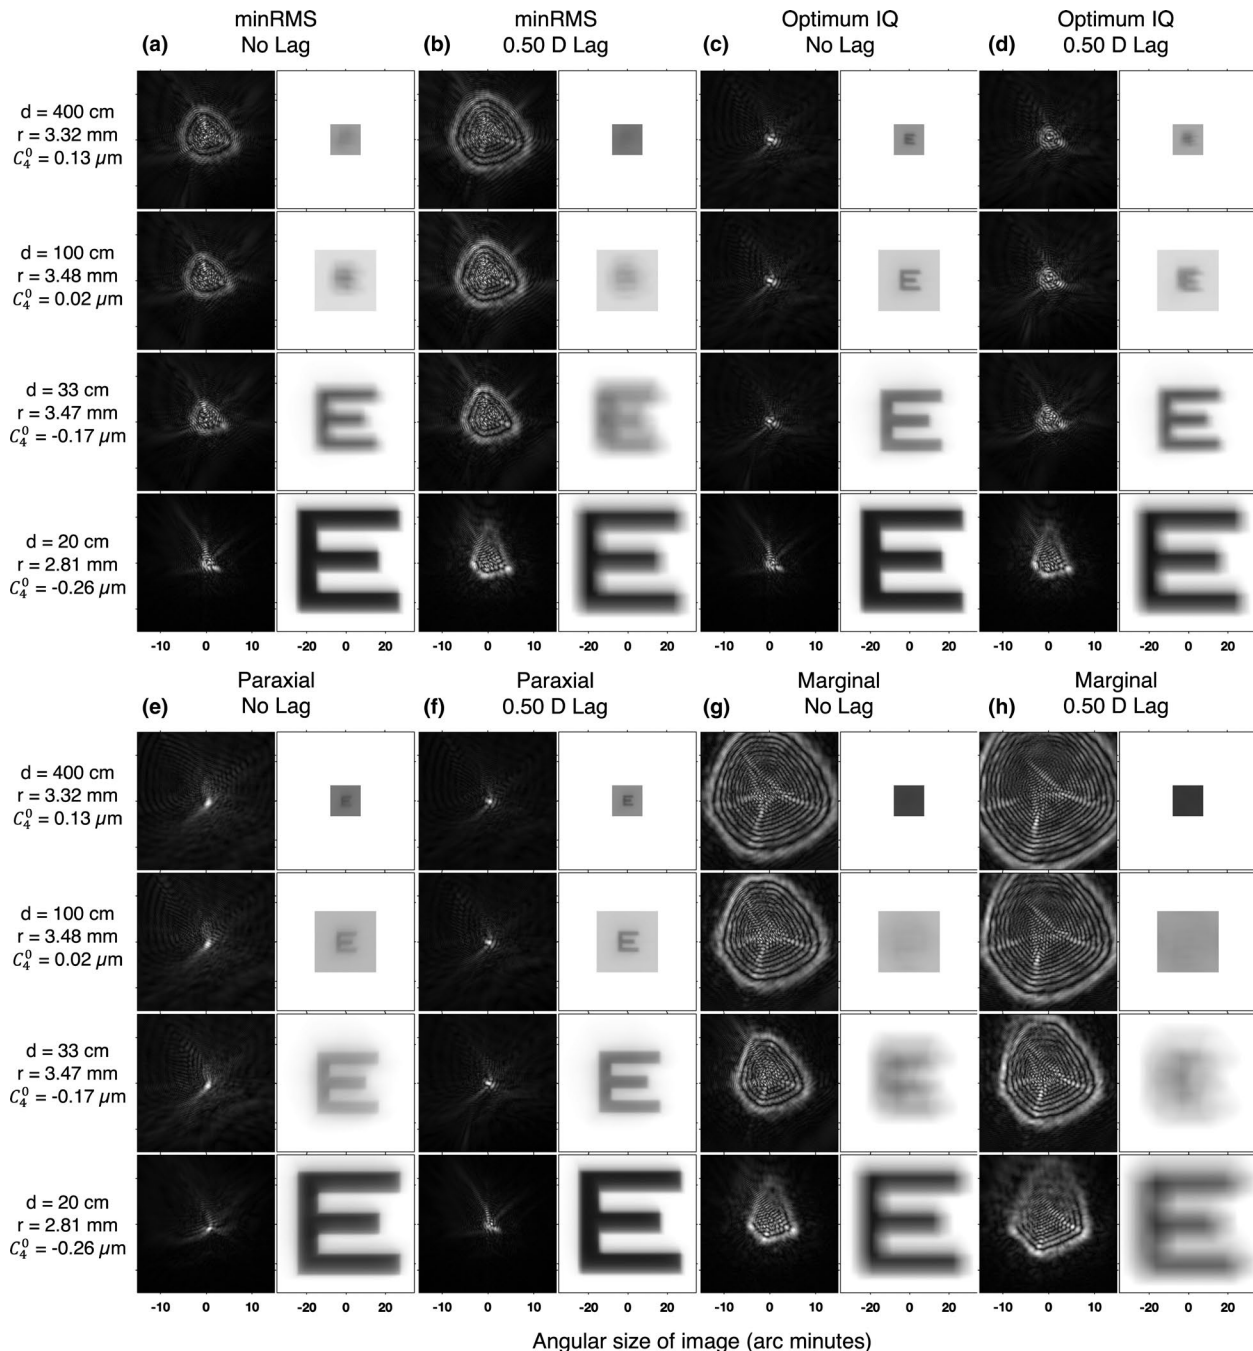 minRMS
No Lag
(a)
minRMS
0.50 D Lag
(b)
Optimum IQ
No Lag
(c)
Optimum IQ
0.50 D Lag
(d)
d = 400 cm
r = 3.32 mm
C₄⁰ = 0.13 µm
E
E
d = 100 cm
r = 3.48 mm
C₄⁰ = 0.02 µm
E
E
E
E
d = 33 cm
r = 3.47 mm
C₄⁰ = -0.17 µm
E
E
E
E
d = 20 cm
r = 2.81 mm
C₄⁰ = -0.26 µm
E
E
E
E
-10 0 10 -20 0 20 -10 0 10 -20 0 20 -10 0 10 -20 0 20 -10 0 10 -20 0 20
Paraxial
No Lag
(e)
Paraxial
0.50 D Lag
(f)
Marginal
No Lag
(g)
Marginal
0.50 D Lag
(h)
d = 400 cm
r = 3.32 mm
C₄⁰ = 0.13 µm
E
E
d = 100 cm
r = 3.48 mm
C₄⁰ = 0.02 µm
E
E
d = 33 cm
r = 3.47 mm
C₄⁰ = -0.17 µm
E
E
E
d = 20 cm
r = 2.81 mm
C₄⁰ = -0.26 µm
E
E
E
E
-10 0 10 -20 0 20 -10 0 10 -20 0 20 -10 0 10 -20 0 20 -10 0 10 -20 0 20
Angular size of image (arc minutes)